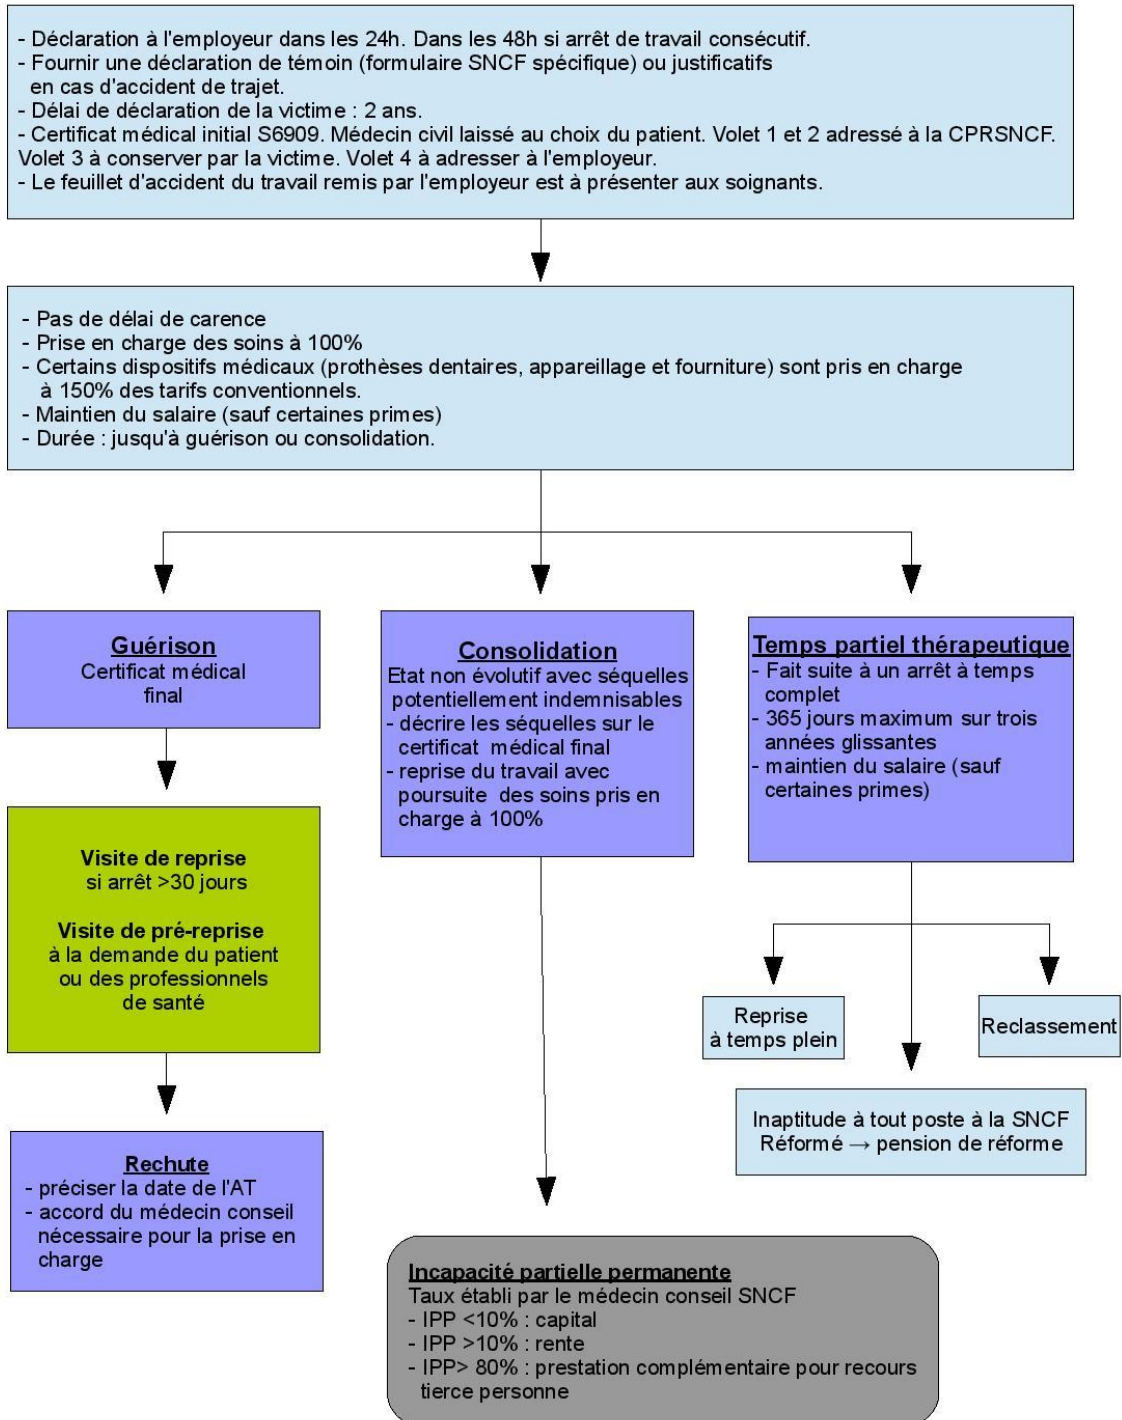 - Déclaration à l'employeur dans les 24h. Dans les 48h si arrêt de travail consécutif.
- Fournir une déclaration de témoin (formulaire SNCF spécifique) ou justificatifs
en cas d'accident de trajet.
- Délai de déclaration de la victime : 2 ans.
- Certificat médical initial S6909. Médecin civil laissé au choix du patient. Volet 1 et 2 adressé à la CPRSNCF.
Volet 3 à conserver par la victime. Volet 4 à adresser à l'employeur.
- Le feuillet d'accident du travail remis par l'employeur est à présenter aux soignants.
- Pas de délai de carence
- Prise en charge des soins à 100%
- Certains dispositifs médicaux (prothèses dentaires, appareillage et fourniture) sont pris en charge
à 150% des tarifs conventionnels.
- Maintien du salaire (sauf certaines primes)
- Durée : jusqu'à guérison ou consolidation.
Guérison
Certificat médical
final
Visite de reprise
si arrêt >30 jours
Visite de pré-reprise
à la demande du patient
ou des professionnels
de santé
Rechute
- préciser la date de l'AT
- accord du médecin conseil
nécessaire pour la prise en
charge
Consolidation
Etat non évolutif avec séquelles
potentiellement indemnisables
- décrire les séquelles sur le
certificat médical final
- reprise du travail avec
poursuite des soins pris en
charge à 100%
Incapacité partielle permanente
Taux établi par le médecin conseil SNCF
- IPP <10% : capital
- IPP >10% : rente
- IPP> 80% : prestation complémentaire pour recours
tierce personne
Temps partiel thérapeutique
- Fait suite à un arrêt à temps
complet
- 365 jours maximum sur trois
années glissantes
- maintien du salaire (sauf
certaines primes)
Reprise
à temps plein
Reclassement
Inaptitude à tout poste à la SNCF
Réformé → pension de réforme